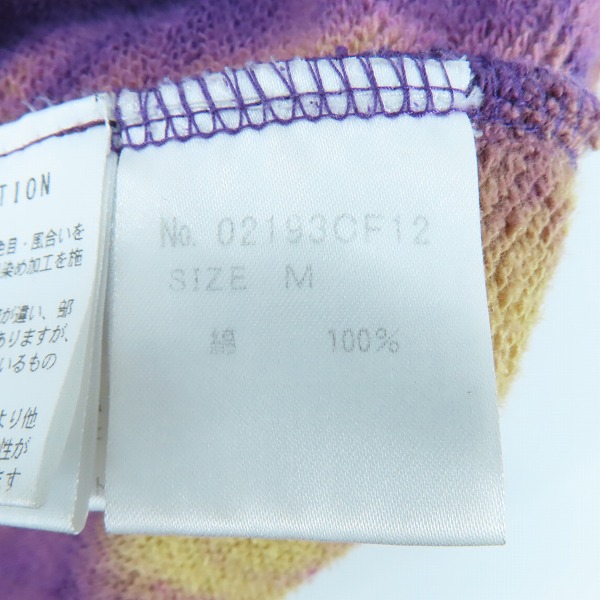 TION
色目・風合いを
染め加工を施
が違い、部
ありますが、
いるもの
より他
性が
ます
No. 02193CF12
SIZE M
綿 100%